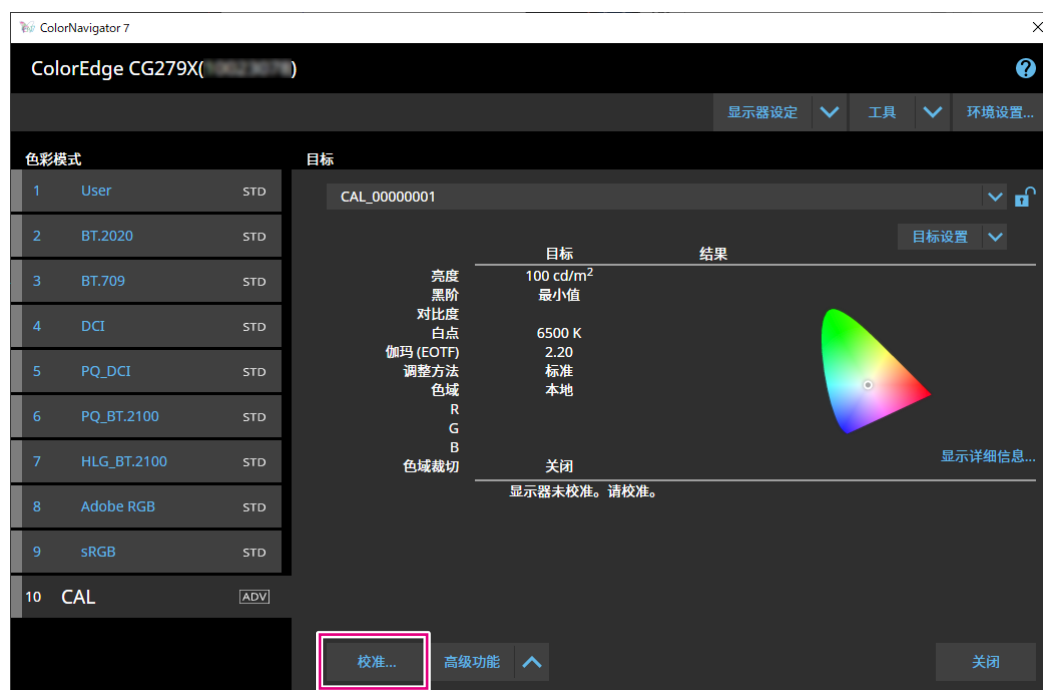 ColorNavigator 7
ColorEdge CG279X( )
显示器设定 工具 环境设置...
色彩模式
1 User STD
2 BT.2020 STD
3 BT.709 STD
4 DCI STD
5 PQ_DCI STD
6 PQ_BT.2100 STD
7 HLG_BT.2100 STD
8 Adobe RGB STD
9 sRGB STD
10 CAL ADV
目标
CAL_00000001
目标设置
目标 结果
亮度 100 cd/m²
黑阶 最小值
对比度
白点 6500 K
伽玛 (EOTF) 2.20
调整方法 标准
色域 本地
R
G
B
色域裁切 关闭
显示详细信息...
显示器未校准。请校准。
校准... 高级功能 关闭